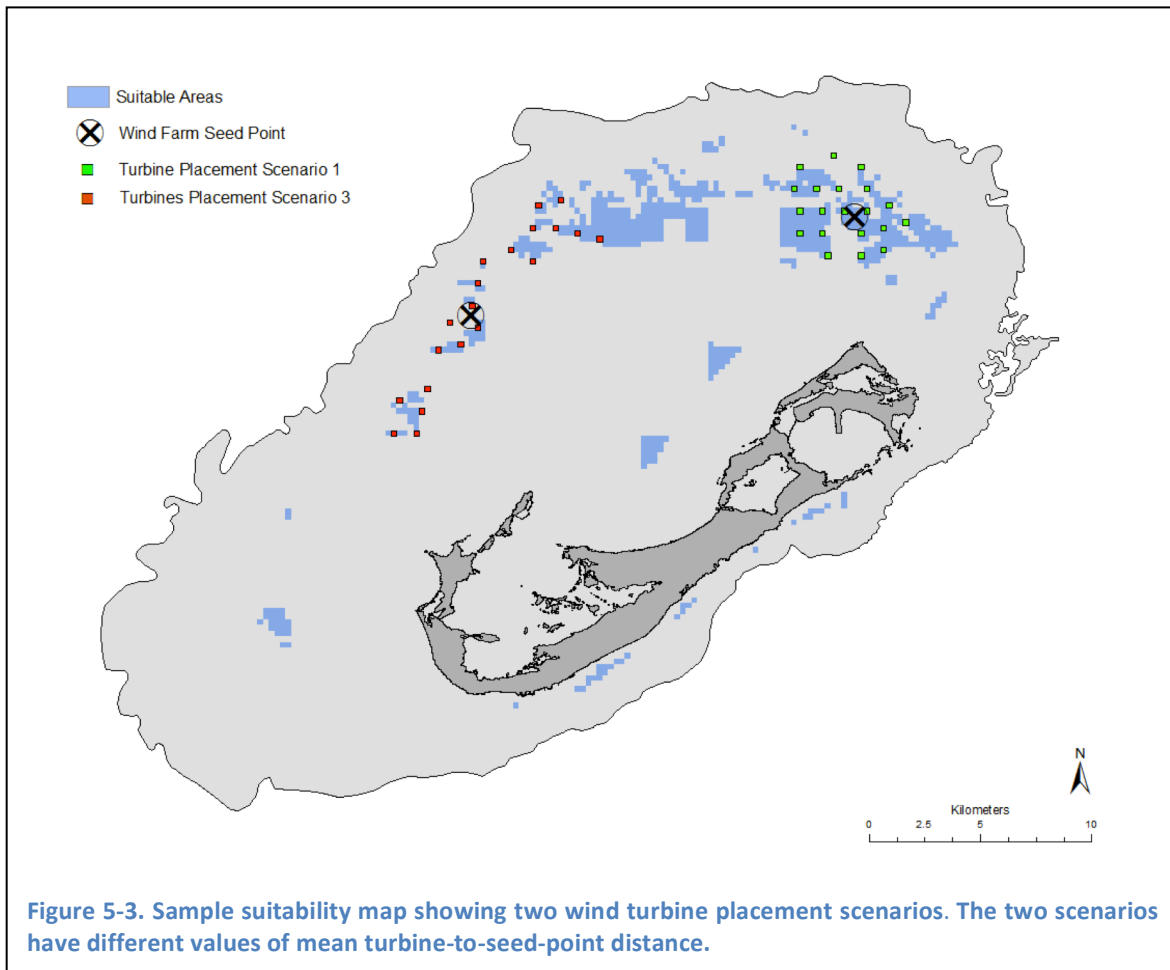 Suitable Areas
Wind Farm Seed Point
Turbine Placement Scenario 1
Turbines Placement Scenario 3
N
Kilometers
0 2.5 5 10
Figure 5-3. Sample suitability map showing two wind turbine placement scenarios. The two scenarios
have different values of mean turbine-to-seed-point distance.